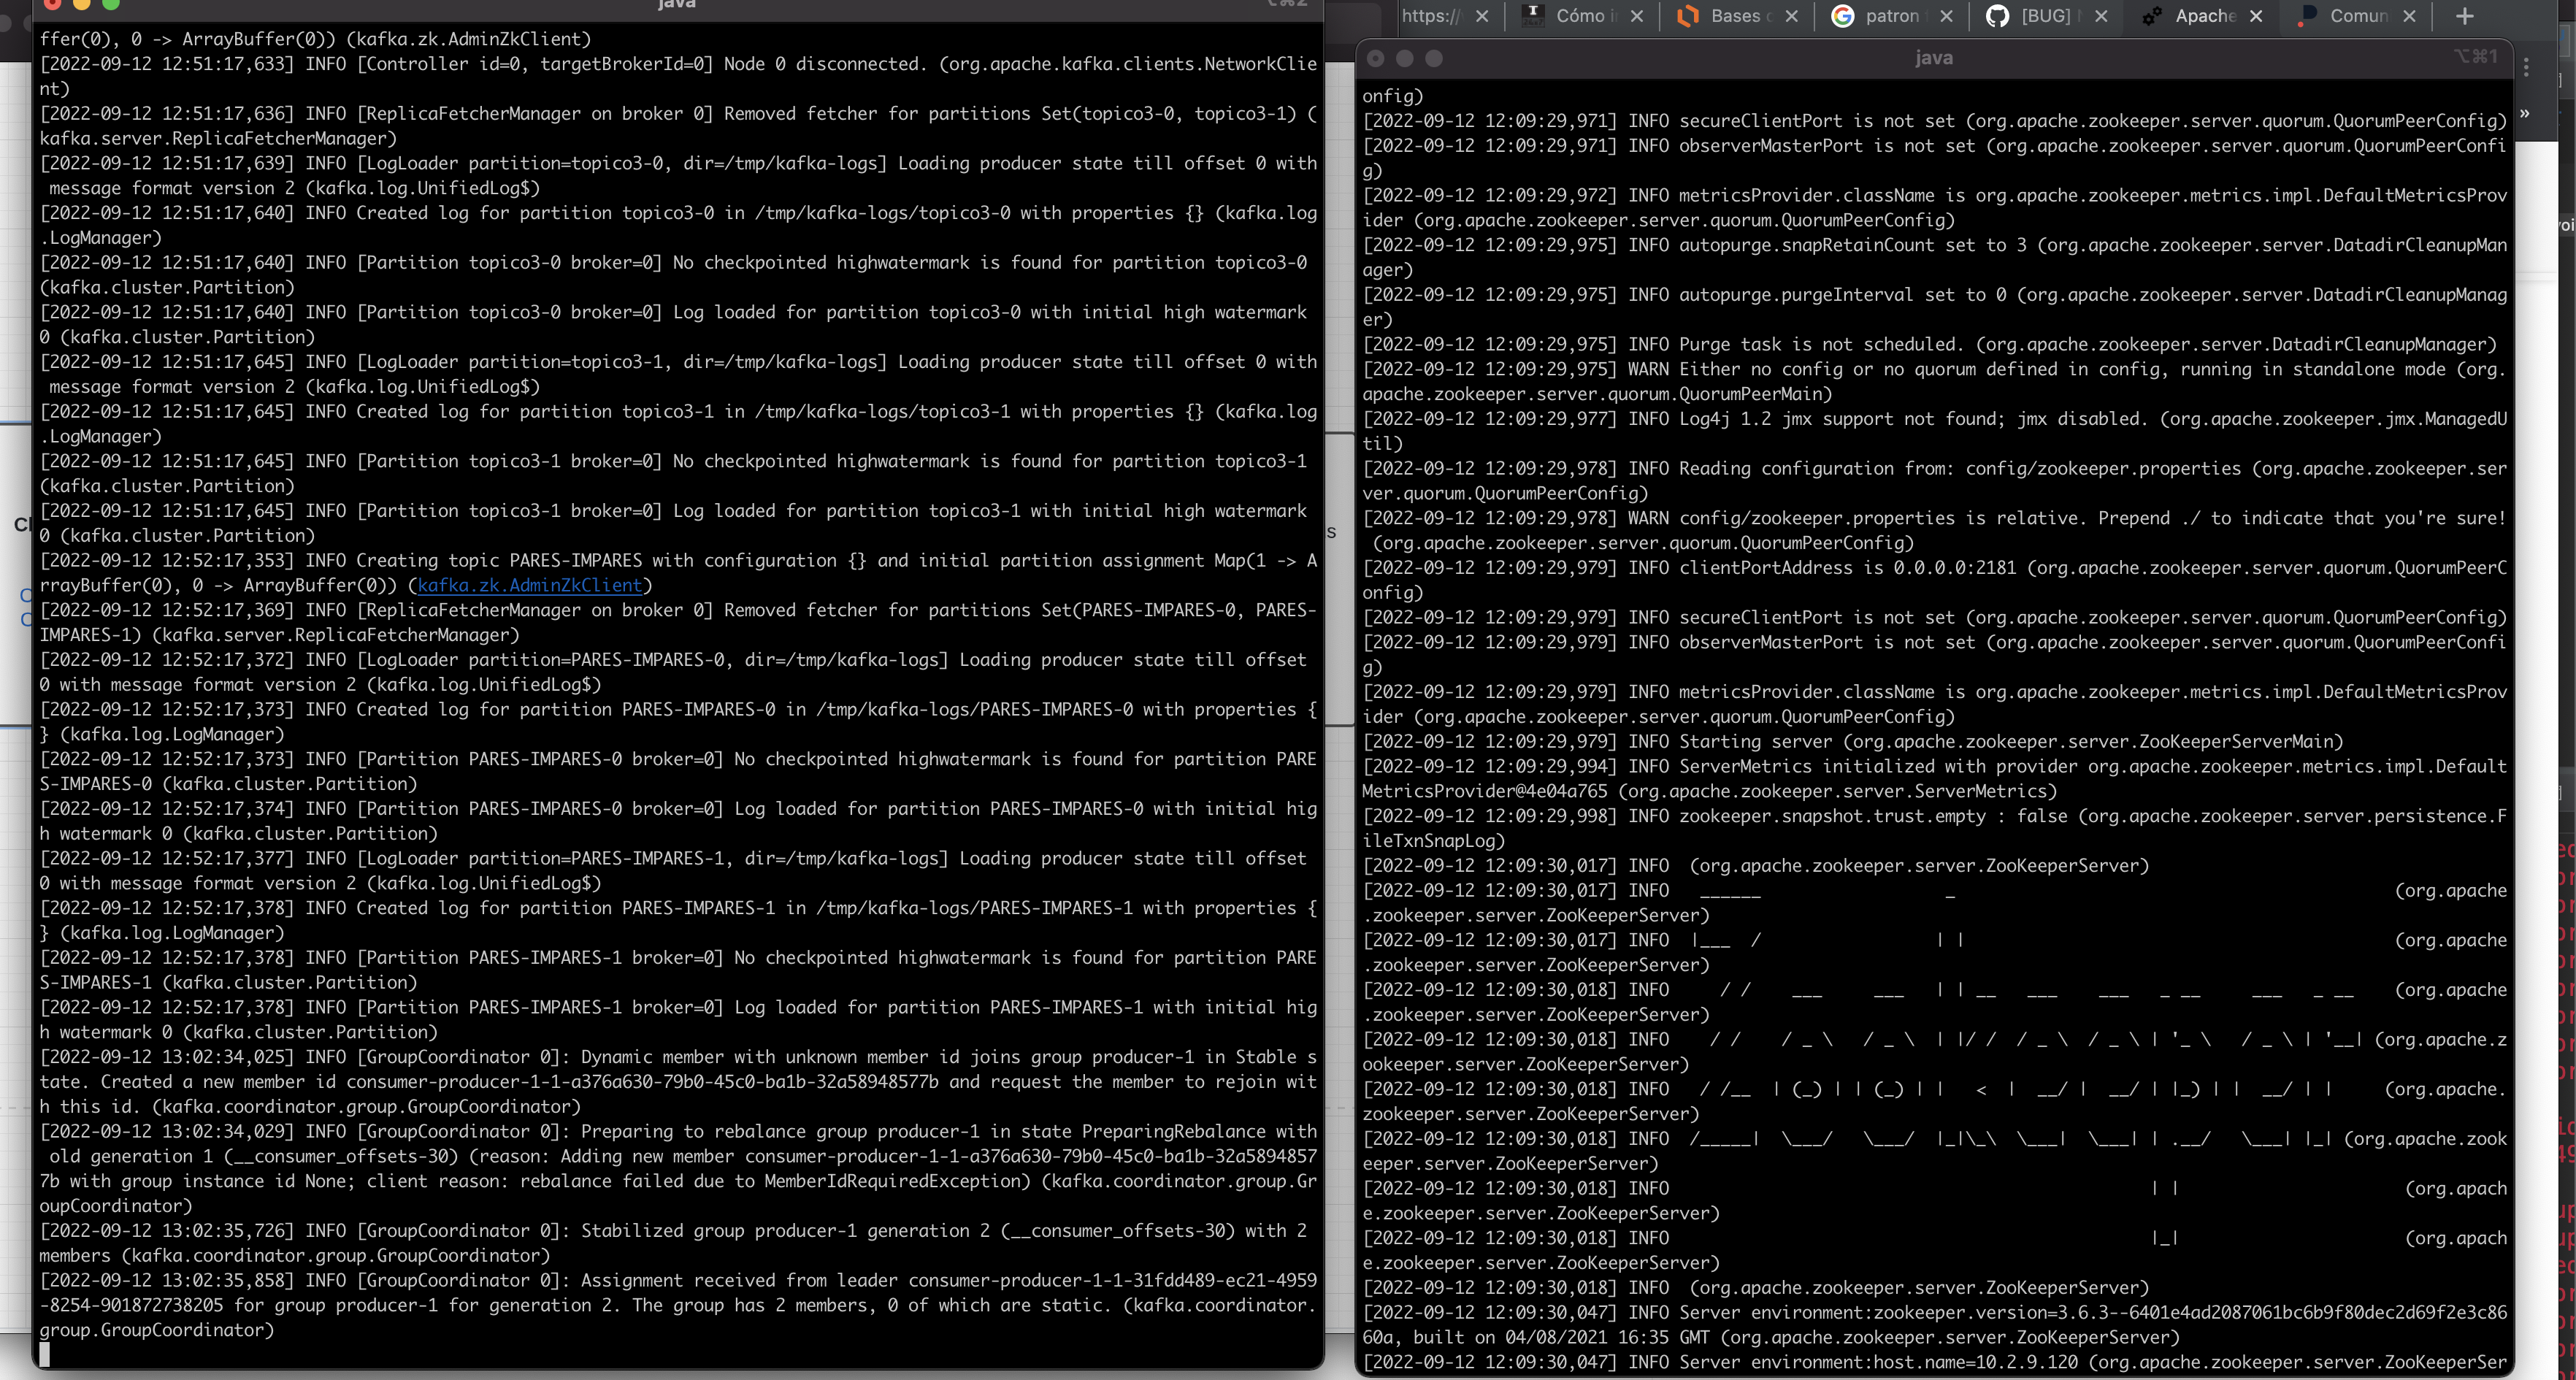 java
⌥⌘2
ffer(0), 0 -> ArrayBuffer(0)) (kafka.zk.AdminZkClient)
[2022-09-12 12:51:17,633] INFO [Controller id=0, targetBrokerId=0] Node 0 disconnected. (org.apache.kafka.clients.NetworkClie
nt)
[2022-09-12 12:51:17,636] INFO [ReplicaFetcherManager on broker 0] Removed fetcher for partitions Set(topico3-0, topico3-1) (
kafka.server.ReplicaFetcherManager)
[2022-09-12 12:51:17,639] INFO [LogLoader partition=topico3-0, dir=/tmp/kafka-logs] Loading producer state till offset 0 with
 message format version 2 (kafka.log.UnifiedLog$)
[2022-09-12 12:51:17,640] INFO Created log for partition topico3-0 in /tmp/kafka-logs/topico3-0 with properties {} (kafka.log
.LogManager)
[2022-09-12 12:51:17,640] INFO [Partition topico3-0 broker=0] No checkpointed highwatermark is found for partition topico3-0
(kafka.cluster.Partition)
[2022-09-12 12:51:17,640] INFO [Partition topico3-0 broker=0] Log loaded for partition topico3-0 with initial high watermark
0 (kafka.cluster.Partition)
[2022-09-12 12:51:17,645] INFO [LogLoader partition=topico3-1, dir=/tmp/kafka-logs] Loading producer state till offset 0 with
 message format version 2 (kafka.log.UnifiedLog$)
[2022-09-12 12:51:17,645] INFO Created log for partition topico3-1 in /tmp/kafka-logs/topico3-1 with properties {} (kafka.log
.LogManager)
[2022-09-12 12:51:17,645] INFO [Partition topico3-1 broker=0] No checkpointed highwatermark is found for partition topico3-1
(kafka.cluster.Partition)
[2022-09-12 12:51:17,645] INFO [Partition topico3-1 broker=0] Log loaded for partition topico3-1 with initial high watermark
0 (kafka.cluster.Partition)
[2022-09-12 12:52:17,353] INFO Creating topic PARES-IMPARES with configuration {} and initial partition assignment Map(1 -> A
rrayBuffer(0), 0 -> ArrayBuffer(0)) (kafka.zk.AdminZkClient)
[2022-09-12 12:52:17,369] INFO [ReplicaFetcherManager on broker 0] Removed fetcher for partitions Set(PARES-IMPARES-0, PARES-
IMPARES-1) (kafka.server.ReplicaFetcherManager)
[2022-09-12 12:52:17,372] INFO [LogLoader partition=PARES-IMPARES-0, dir=/tmp/kafka-logs] Loading producer state till offset
0 with message format version 2 (kafka.log.UnifiedLog$)
[2022-09-12 12:52:17,373] INFO Created log for partition PARES-IMPARES-0 in /tmp/kafka-logs/PARES-IMPARES-0 with properties {
} (kafka.log.LogManager)
[2022-09-12 12:52:17,373] INFO [Partition PARES-IMPARES-0 broker=0] No checkpointed highwatermark is found for partition PARE
S-IMPARES-0 (kafka.cluster.Partition)
[2022-09-12 12:52:17,374] INFO [Partition PARES-IMPARES-0 broker=0] Log loaded for partition PARES-IMPARES-0 with initial hig
h watermark 0 (kafka.cluster.Partition)
[2022-09-12 12:52:17,377] INFO [LogLoader partition=PARES-IMPARES-1, dir=/tmp/kafka-logs] Loading producer state till offset
0 with message format version 2 (kafka.log.UnifiedLog$)
[2022-09-12 12:52:17,378] INFO Created log for partition PARES-IMPARES-1 in /tmp/kafka-logs/PARES-IMPARES-1 with properties {
} (kafka.log.LogManager)
[2022-09-12 12:52:17,378] INFO [Partition PARES-IMPARES-1 broker=0] No checkpointed highwatermark is found for partition PARE
S-IMPARES-1 (kafka.cluster.Partition)
[2022-09-12 12:52:17,378] INFO [Partition PARES-IMPARES-1 broker=0] Log loaded for partition PARES-IMPARES-1 with initial hig
h watermark 0 (kafka.cluster.Partition)
[2022-09-12 13:02:34,025] INFO [GroupCoordinator 0]: Dynamic member with unknown member id joins group producer-1 in Stable s
tate. Created a new member id consumer-producer-1-1-a376a630-79b0-45c0-ba1b-32a58948577b and request the member to rejoin wit
h this id. (kafka.coordinator.group.GroupCoordinator)
[2022-09-12 13:02:34,029] INFO [GroupCoordinator 0]: Preparing to rebalance group producer-1 in state PreparingRebalance with
 old generation 1 (__consumer_offsets-30) (reason: Adding new member consumer-producer-1-1-a376a630-79b0-45c0-ba1b-32a5894857
7b with group instance id None; client reason: rebalance failed due to MemberIdRequiredException) (kafka.coordinator.group.Gr
oupCoordinator)
[2022-09-12 13:02:35,726] INFO [GroupCoordinator 0]: Stabilized group producer-1 generation 2 (__consumer_offsets-30) with 2
members (kafka.coordinator.group.GroupCoordinator)
[2022-09-12 13:02:35,858] INFO [GroupCoordinator 0]: Assignment received from leader consumer-producer-1-1-31fdd489-ec21-4959
-8254-901872738205 for group producer-1 for generation 2. The group has 2 members, 0 of which are static. (kafka.coordinator.
group.GroupCoordinator)
https:// Cómo i Bases patron [BUG] Apache Comun
java
⌥⌘1
onfig)
[2022-09-12 12:09:29,971] INFO secureClientPort is not set (org.apache.zookeeper.server.quorum.QuorumPeerConfig)
[2022-09-12 12:09:29,971] INFO observerMasterPort is not set (org.apache.zookeeper.server.quorum.QuorumPeerConfi
g)
[2022-09-12 12:09:29,972] INFO metricsProvider.className is org.apache.zookeeper.metrics.impl.DefaultMetricsProv
ider (org.apache.zookeeper.server.quorum.QuorumPeerConfig)
[2022-09-12 12:09:29,975] INFO autopurge.snapRetainCount set to 3 (org.apache.zookeeper.server.DatadirCleanupMan
ager)
[2022-09-12 12:09:29,975] INFO autopurge.purgeInterval set to 0 (org.apache.zookeeper.server.DatadirCleanupManag
er)
[2022-09-12 12:09:29,975] INFO Purge task is not scheduled. (org.apache.zookeeper.server.DatadirCleanupManager)
[2022-09-12 12:09:29,975] WARN Either no config or no quorum defined in config, running in standalone mode (org.
apache.zookeeper.server.quorum.QuorumPeerMain)
[2022-09-12 12:09:29,977] INFO Log4j 1.2 jmx support not found; jmx disabled. (org.apache.zookeeper.jmx.ManagedU
til)
[2022-09-12 12:09:29,978] INFO Reading configuration from: config/zookeeper.properties (org.apache.zookeeper.ser
ver.quorum.QuorumPeerConfig)
[2022-09-12 12:09:29,978] WARN config/zookeeper.properties is relative. Prepend ./ to indicate that you're sure!
 (org.apache.zookeeper.server.quorum.QuorumPeerConfig)
[2022-09-12 12:09:29,979] INFO clientPortAddress is 0.0.0.0:2181 (org.apache.zookeeper.server.quorum.QuorumPeerC
onfig)
[2022-09-12 12:09:29,979] INFO secureClientPort is not set (org.apache.zookeeper.server.quorum.QuorumPeerConfig)
[2022-09-12 12:09:29,979] INFO observerMasterPort is not set (org.apache.zookeeper.server.quorum.QuorumPeerConfi
g)
[2022-09-12 12:09:29,979] INFO metricsProvider.className is org.apache.zookeeper.metrics.impl.DefaultMetricsProv
ider (org.apache.zookeeper.server.quorum.QuorumPeerConfig)
[2022-09-12 12:09:29,979] INFO Starting server (org.apache.zookeeper.server.ZooKeeperServerMain)
[2022-09-12 12:09:29,994] INFO ServerMetrics initialized with provider org.apache.zookeeper.metrics.impl.Default
MetricsProvider@4e04a765 (org.apache.zookeeper.server.ServerMetrics)
[2022-09-12 12:09:29,998] INFO zookeeper.snapshot.trust.empty : false (org.apache.zookeeper.server.persistence.F
ileTxnSnapLog)
[2022-09-12 12:09:30,017] INFO  (org.apache.zookeeper.server.ZooKeeperServer)
[2022-09-12 12:09:30,017] INFO   ______                  _                                           (org.apache
.zookeeper.server.ZooKeeperServer)
[2022-09-12 12:09:30,017] INFO  |___  /                 | |                                          (org.apache
.zookeeper.server.ZooKeeperServer)
[2022-09-12 12:09:30,018] INFO     / /    ___     ___   | | __   ___    ___   _ __     ___   _ __    (org.apache
.zookeeper.server.ZooKeeperServer)
[2022-09-12 12:09:30,018] INFO    / /    / _ \   / _ \  | |/ /  / _ \  / _ \ | '_ \   / _ \ | '__| (org.apache.z
ookeeper.server.ZooKeeperServer)
[2022-09-12 12:09:30,018] INFO   / /__  | (_) | | (_) | |   <  |  __/ |  __/ | |_) | |  __/ | |     (org.apache.
zookeeper.server.ZooKeeperServer)
[2022-09-12 12:09:30,018] INFO  /_____|  \___/   \___/  |_|\_\  \___|  \___| | .__/   \___| |_| (org.apache.zook
eeper.server.ZooKeeperServer)
[2022-09-12 12:09:30,018] INFO                                               | |                      (org.apach
e.zookeeper.server.ZooKeeperServer)
[2022-09-12 12:09:30,018] INFO                                               |_|                      (org.apach
e.zookeeper.server.ZooKeeperServer)
[2022-09-12 12:09:30,018] INFO  (org.apache.zookeeper.server.ZooKeeperServer)
[2022-09-12 12:09:30,047] INFO Server environment:zookeeper.version=3.6.3--6401e4ad2087061bc6b9f80dec2d69f2e3c86
60a, built on 04/08/2021 16:35 GMT (org.apache.zookeeper.server.ZooKeeperServer)
[2022-09-12 12:09:30,047] INFO Server environment:host.name=10.2.9.120 (org.apache.zookeeper.server.ZooKeeperSer